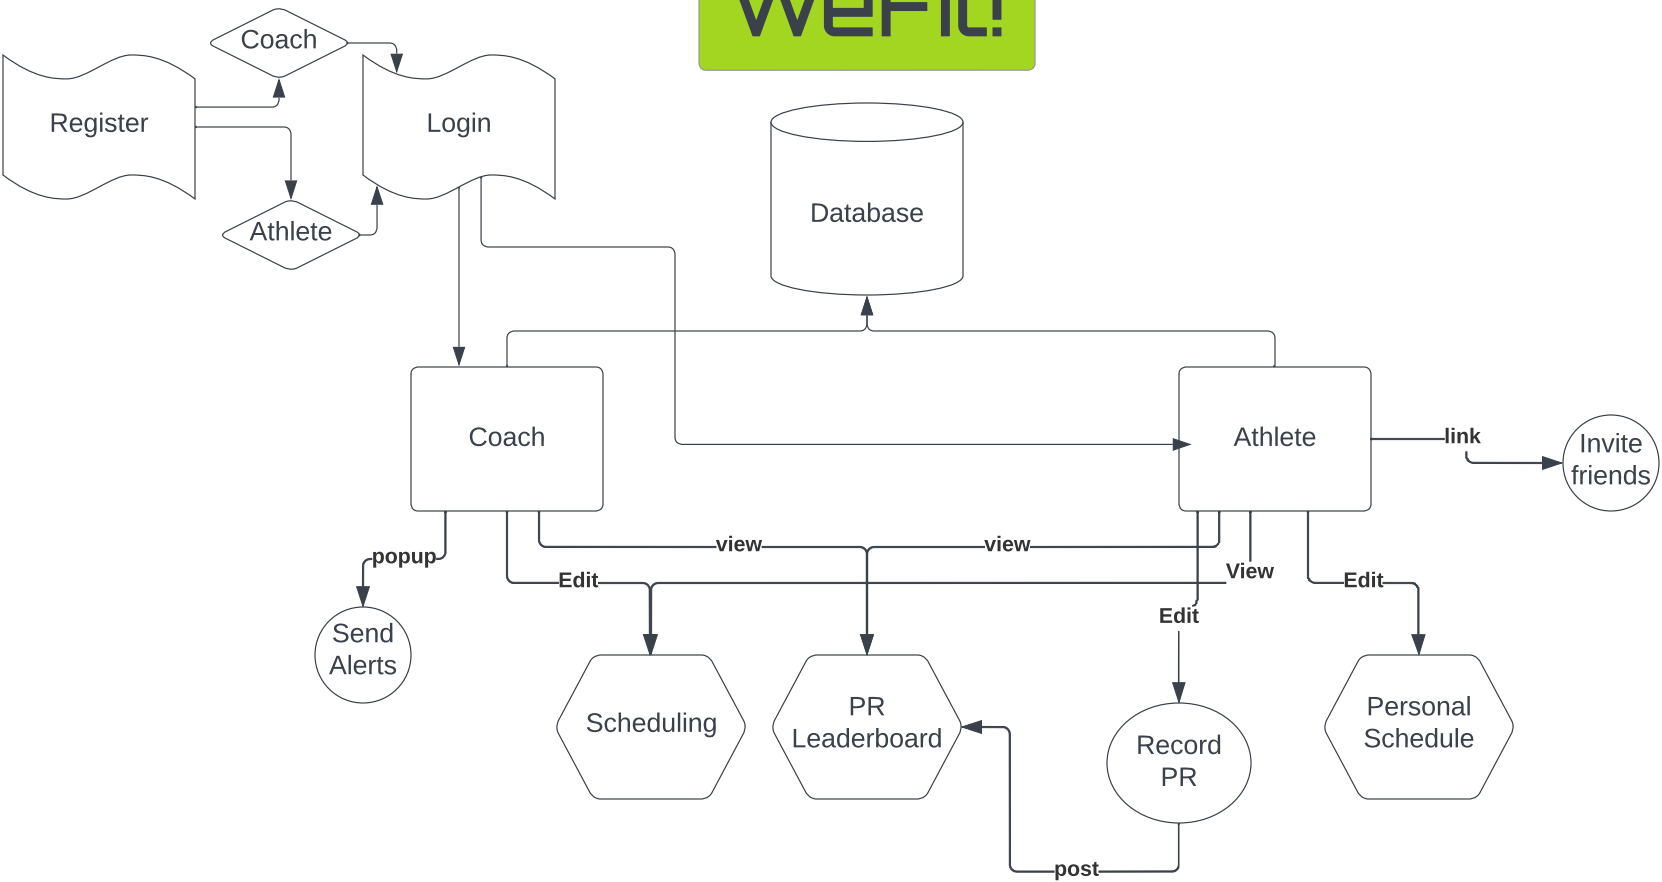 WeFit!
Coach
Register
Login
Athlete
Database
Coach
Athlete
link
Invite
friends
popup
view
view
Edit
View
Edit
Edit
Send
Alerts
Scheduling
PR
Leaderboard
Record
PR
Personal
Schedule
post